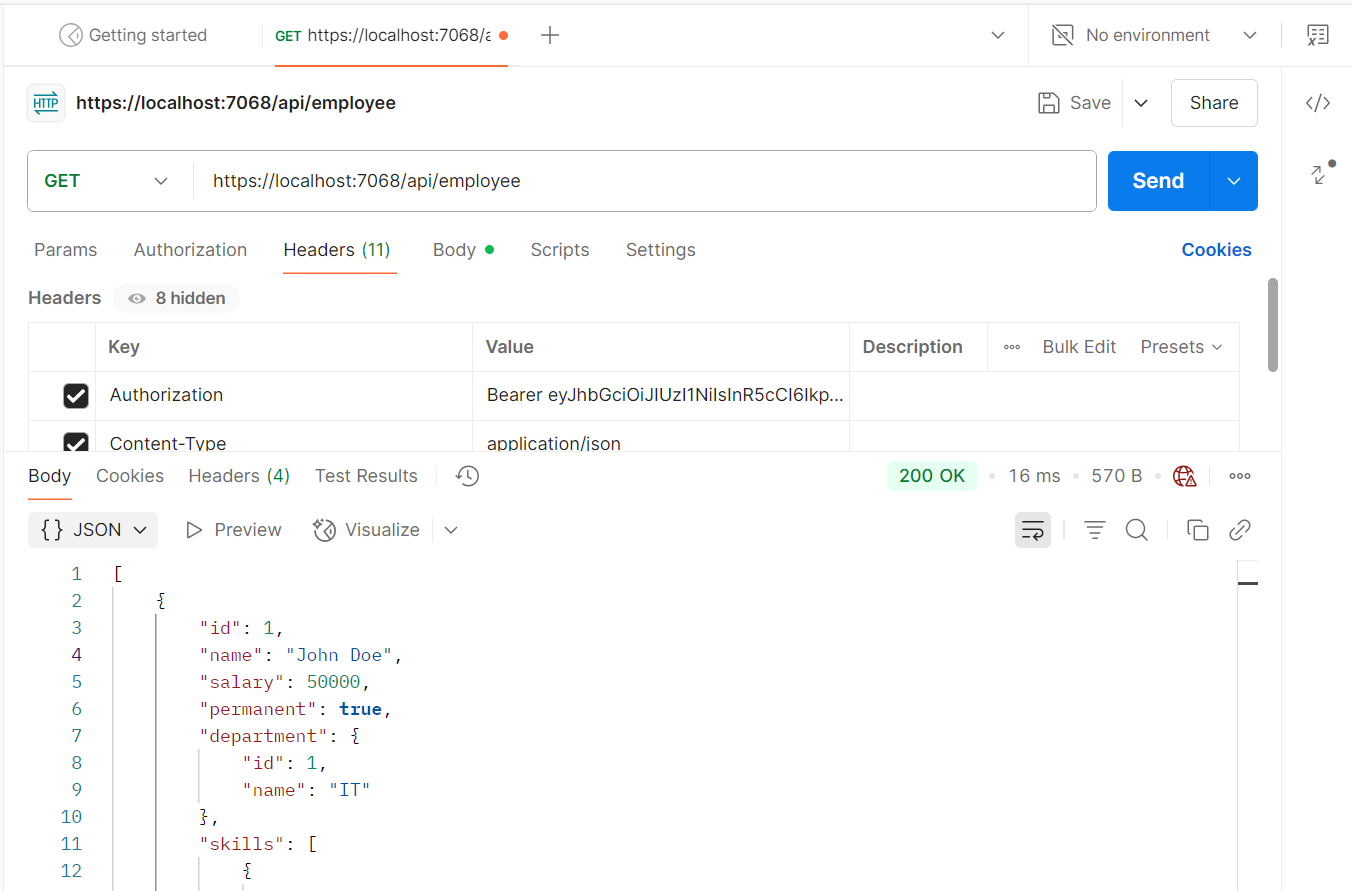 Getting started
GET https://localhost:7068/a
No environment
HTTP https://localhost:7068/api/employee
Save
Share
GET https://localhost:7068/api/employee
Send
Params Authorization Headers (11) Body Scripts Settings Cookies
Headers 8 hidden
Key Value Description Bulk Edit Presets
Authorization Bearer eyJhbGciOiJIUzI1NiIsInR5cCI6Ikp...
Content-Type application/json
Body Cookies Headers (4) Test Results 200 OK 16 ms 570 B
{} JSON Preview Visualize
1 [
2 {
3 "id": 1,
4 "name": "John Doe",
5 "salary": 50000,
6 "permanent": true,
7 "department": {
8 "id": 1,
9 "name": "IT"
10 },
11 "skills": [
12 {